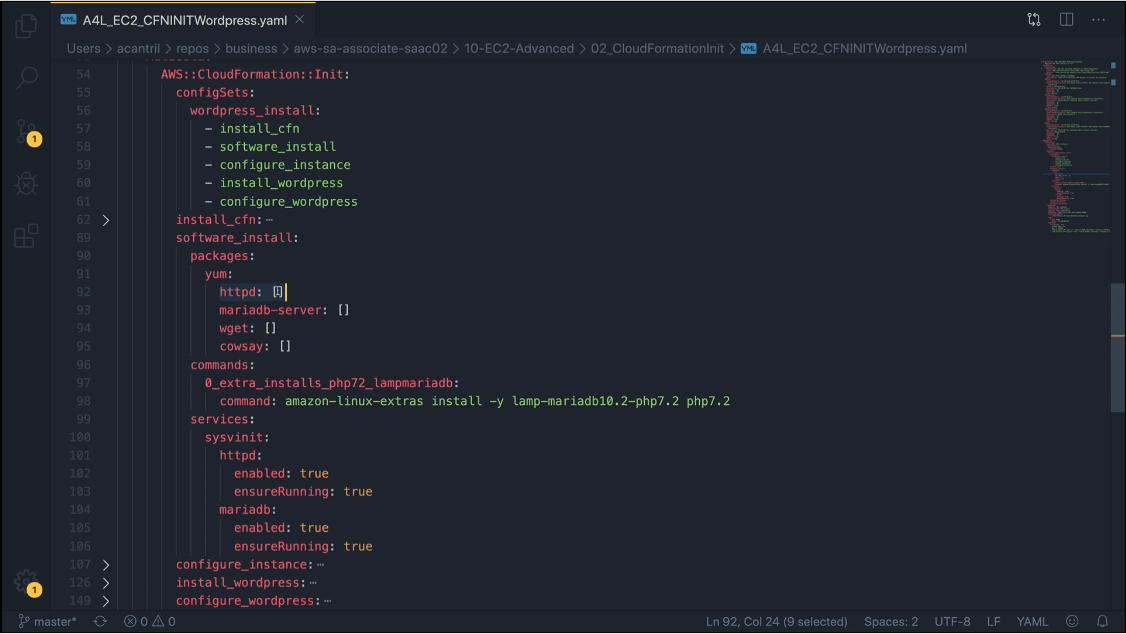 YML A4L_EC2_CFNINITWordpress.yaml ×
Users > acantril > repos > business > aws-sa-associate-saac02 > 10-EC2-Advanced > 02_CloudFormationInit > YML A4L_EC2_CFNINITWordpress.yaml
54 AWS::CloudFormation::Init:
55 configSets:
56 wordpress_install:
57 - install_cfn
58 - software_install
59 - configure_instance
60 - install_wordpress
61 - configure_wordpress
62 > install_cfn:⋯
89 software_install:
90 packages:
91 yum:
92 httpd: []
93 mariadb-server: []
94 wget: []
95 cowsay: []
96 commands:
97 0_extra_installs_php72_lampmariadb:
98 command: amazon-linux-extras install -y lamp-mariadb10.2-php7.2 php7.2
99 services:
100 sysvinit:
101 httpd:
102 enabled: true
103 ensureRunning: true
104 mariadb:
105 enabled: true
106 ensureRunning: true
107 > configure_instance:⋯
126 > install_wordpress:⋯
149 > configure_wordpress:⋯
1
1
master* 0 0 Ln 92, Col 24 (9 selected) Spaces: 2 UTF-8 LF YAML